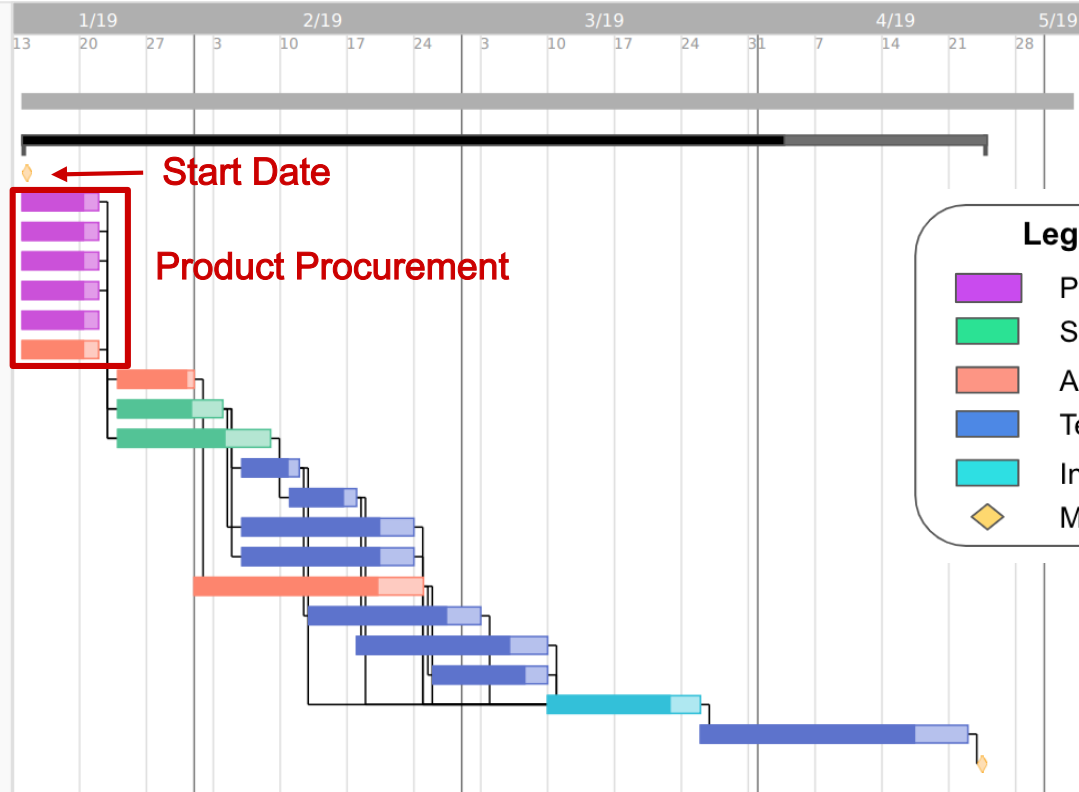 1/19 2/19 3/19 4/19 5/19
13 20 27 3 10 17 24 3 10 17 24 31 7 14 21 28
Start Date
Product Procurement
Leg
P
S
A
Te
In
M